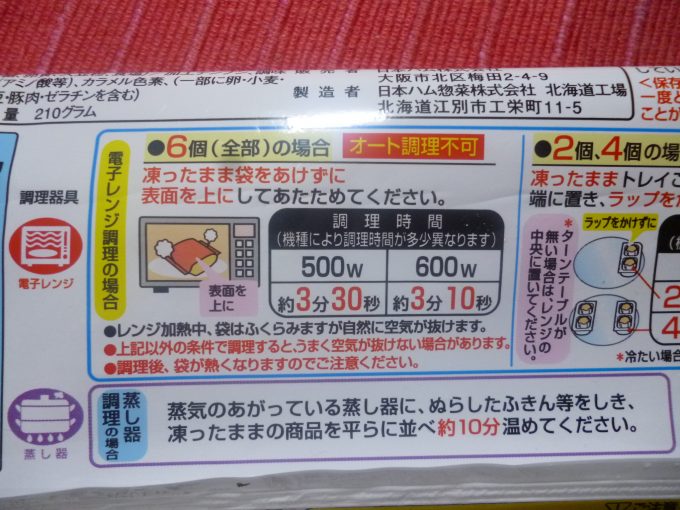 アミノ酸等)、カラメル色素、(一部に卵・小麦・
豚肉・ゼラチンを含む)
量 210グラム
大阪市北区梅田2-4-9
製造者 日本ハム惣菜株式会社 北海道工場
北海道江別市工栄町11-5
く保存
一度と
ことが
調理器具
電子レンジ
電子レンジ調理の場合
●6個(全部)の場合 オート調理不可
凍ったまま袋をあけずに
表面を上にしてあたためてください。
表面を上に
調理時間
(機種により調理時間が多少異なります)
500W 600W
約3分30秒 約3分10秒
●レンジ加熱中、袋はふくらみますが自然に空気が抜けます。
●上記以外の条件で調理すると、うまく空気が抜けない場合があります。
●調理後、袋が熱くなりますのでご注意ください。
●2個、4個の場
凍ったままトレイご
端に置き、ラップを
ラップをかけずに
*ターンテーブルが
無い場合は、レンジの
中央に置いてください。
2
4
*冷たい場合
蒸し器
蒸し器
調理の場合
蒸気のあがっている蒸し器に、ぬらしたふきん等をしき、
凍ったままの商品を平らに並べ約10分温めてください。